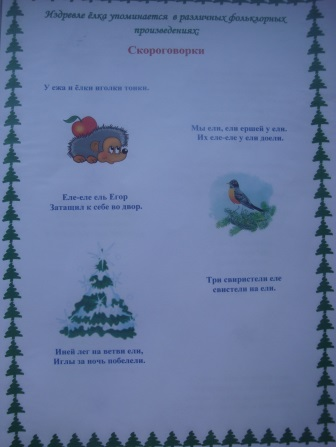 Издревле ёлка упоминается в различных фольклорных
произведениях:
Скороговорки
У ежа и ёлки иголки тонки.
Мы ели, ели ершей у ели.
Их еле-еле у ели доели.
Еле-еле ель Егор
Затащил к себе во двор.
Три свиристели еле
свистели на ели.
Иней лег на ветви ели,
Иглы за ночь побелели.